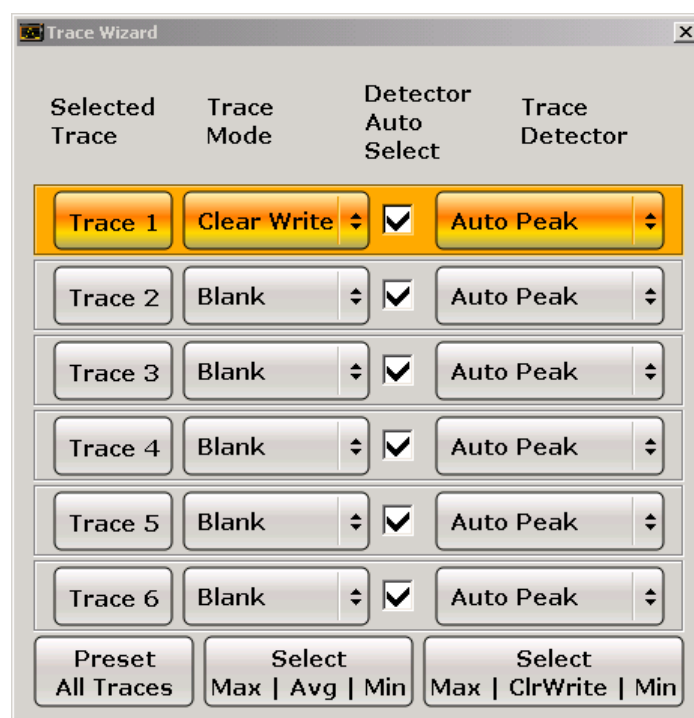 Trace Wizard
Selected Trace
Trace Mode
Detector Auto Select
Trace Detector
Trace 1 Clear Write Auto Peak
Trace 2 Blank Auto Peak
Trace 3 Blank Auto Peak
Trace 4 Blank Auto Peak
Trace 5 Blank Auto Peak
Trace 6 Blank Auto Peak
Preset
All Traces
Select
Max | Avg | Min
Select
Max | ClrWrite | Min